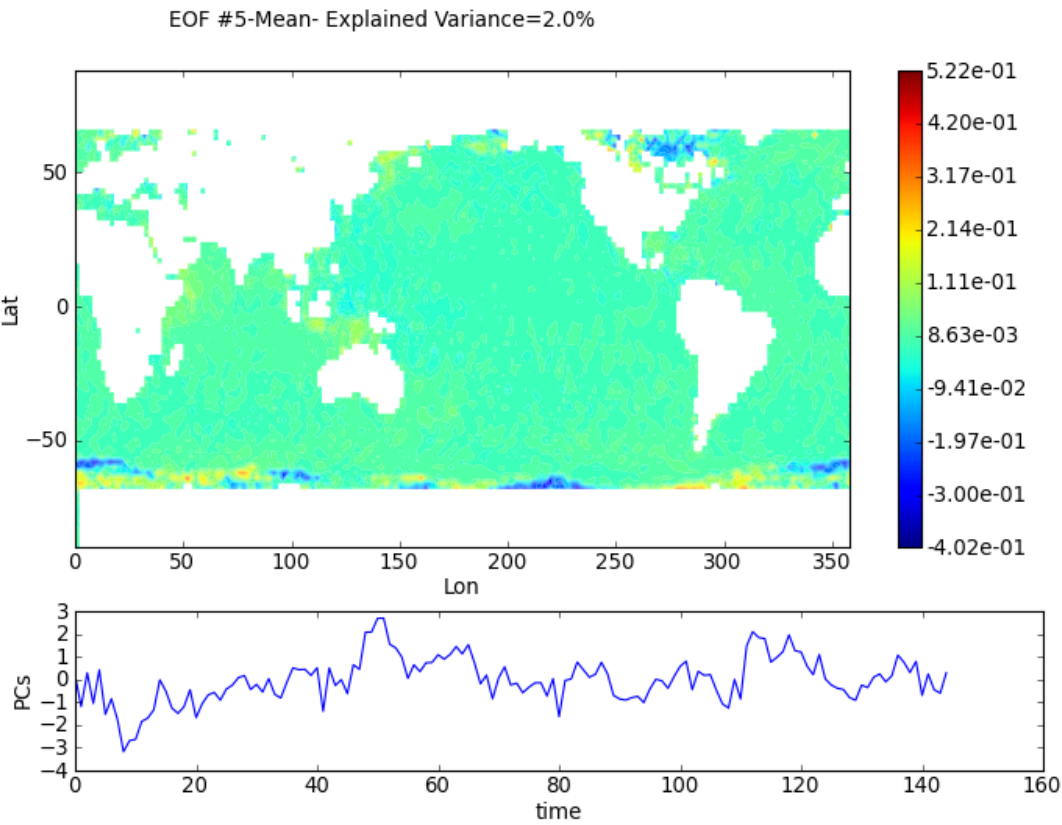 EOF #5-Mean- Explained Variance=2.0%
5.22e-01
4.20e-01
3.17e-01
2.14e-01
1.11e-01
8.63e-03
-9.41e-02
-1.97e-01
-3.00e-01
-4.02e-01
50
0
−50
Lat
0 50 100 150 200 250 300 350
Lon
3
2
1
0
−1
−2
−3
−4
PCs
0 20 40 60 80 100 120 140 160
time